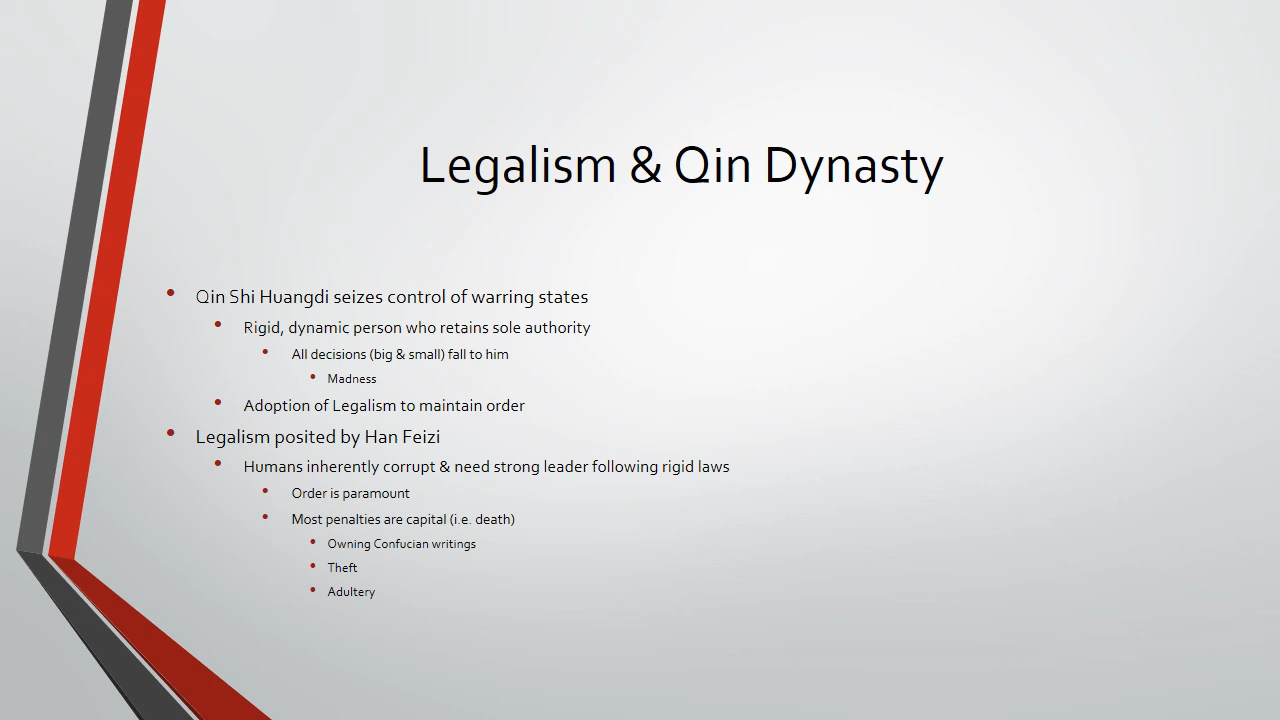 Legalism & Qin Dynasty
• Qin Shi Huangdi seizes control of warring states
• Rigid, dynamic person who retains sole authority
• All decisions (big & small) fall to him
• Madness
• Adoption of Legalism to maintain order
• Legalism posited by Han Feizi
• Humans inherently corrupt & need strong leader following rigid laws
• Order is paramount
• Most penalties are capital (i.e. death)
• Owning Confucian writings
• Theft
• Adultery